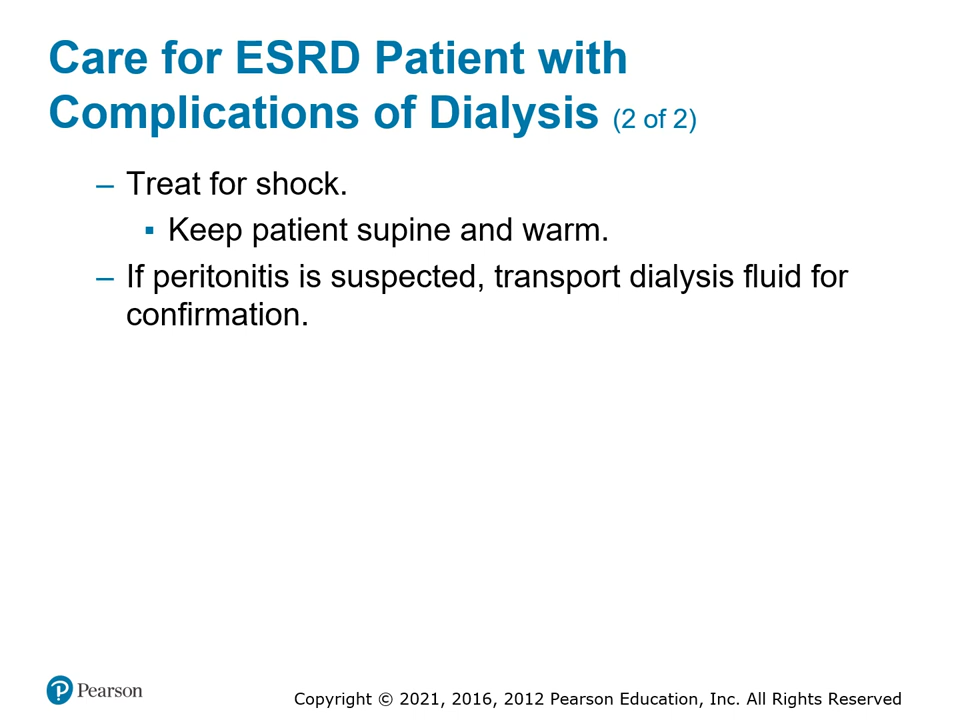 Care for ESRD Patient with
Complications of Dialysis (2 of 2)
– Treat for shock.
▪ Keep patient supine and warm.
– If peritonitis is suspected, transport dialysis fluid for
confirmation.
Pearson
Copyright © 2021, 2016, 2012 Pearson Education, Inc. All Rights Reserved